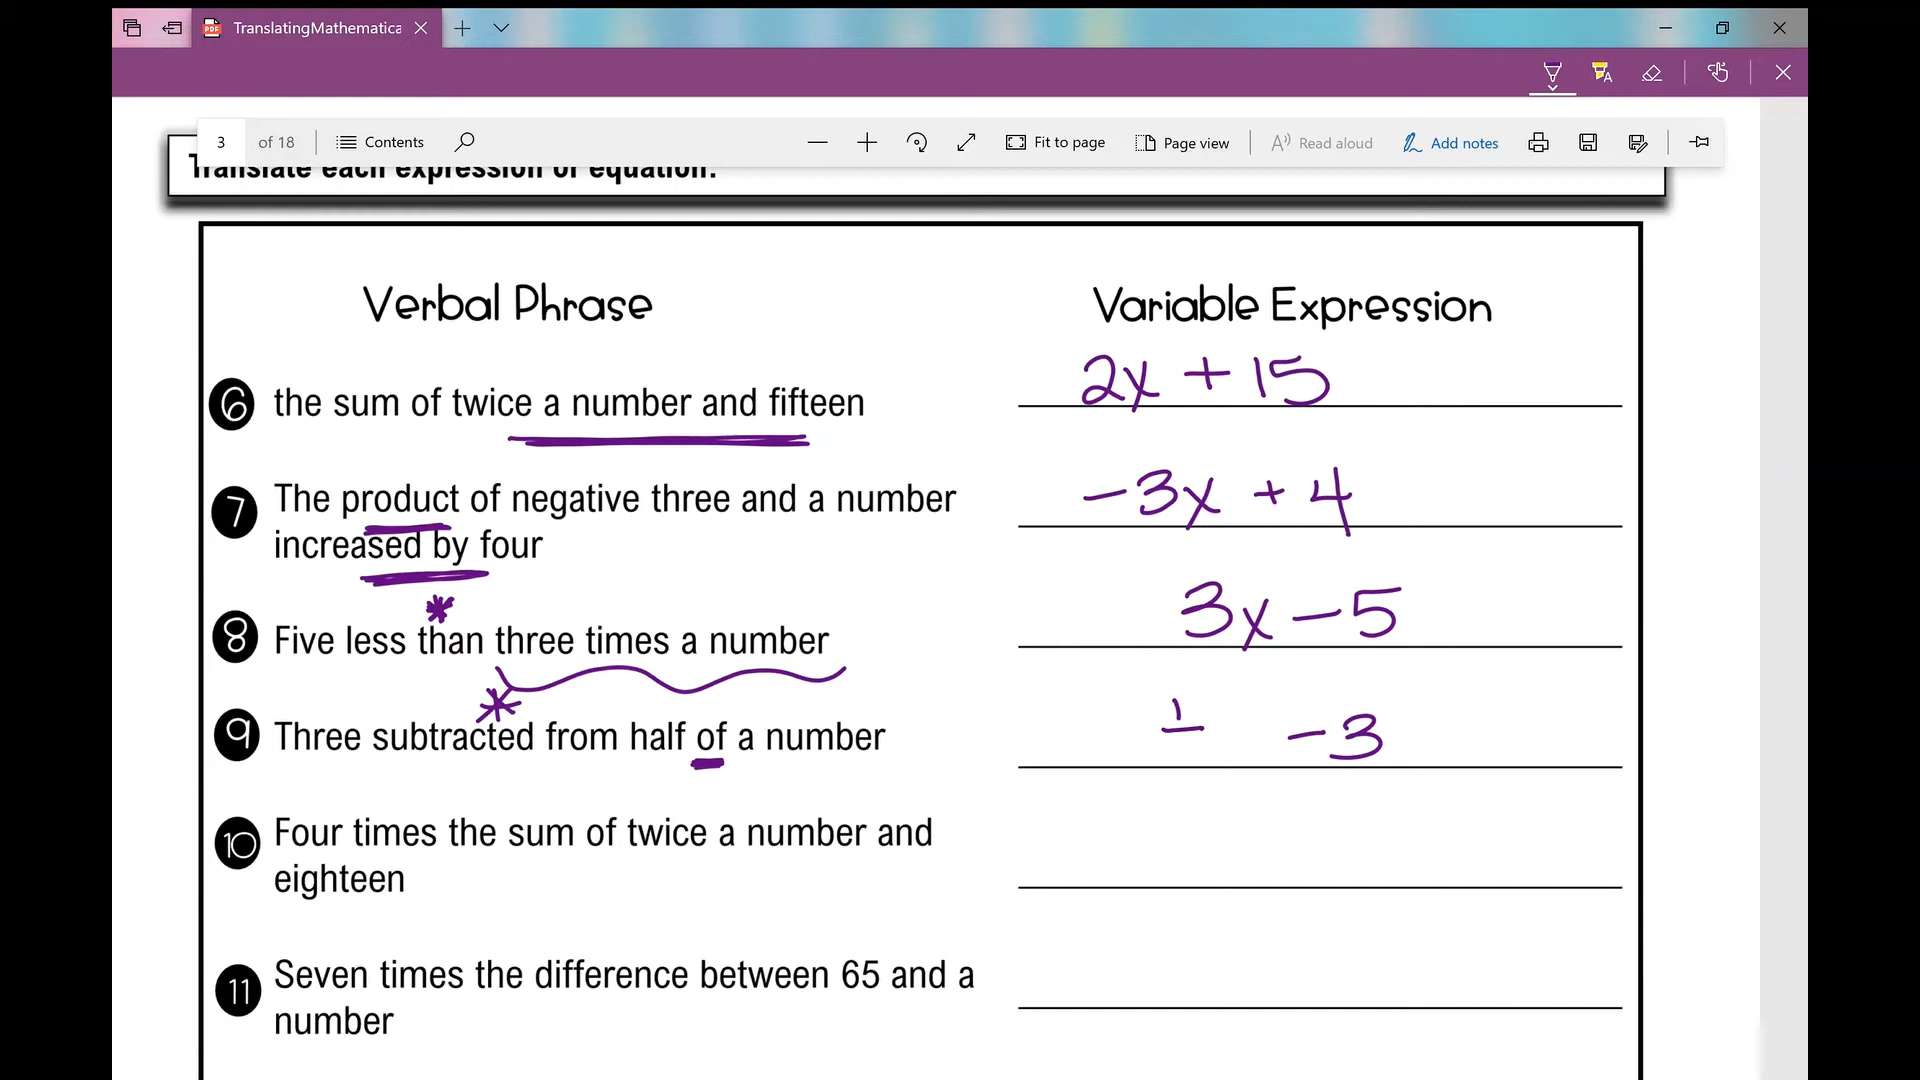 TranslatingMathematica
3 of 18 Contents Fit to page Page view Read aloud Add notes
Translate each expression or equation.
Verbal Phrase Variable Expression
6 the sum of twice a number and fifteen 2x + 15
7 The product of negative three and a number -3x + 4
increased by four
8 Five less than three times a number 3x - 5
9 Three subtracted from half of a number 1 - 3
10 Four times the sum of twice a number and
eighteen
11 Seven times the difference between 65 and a
number